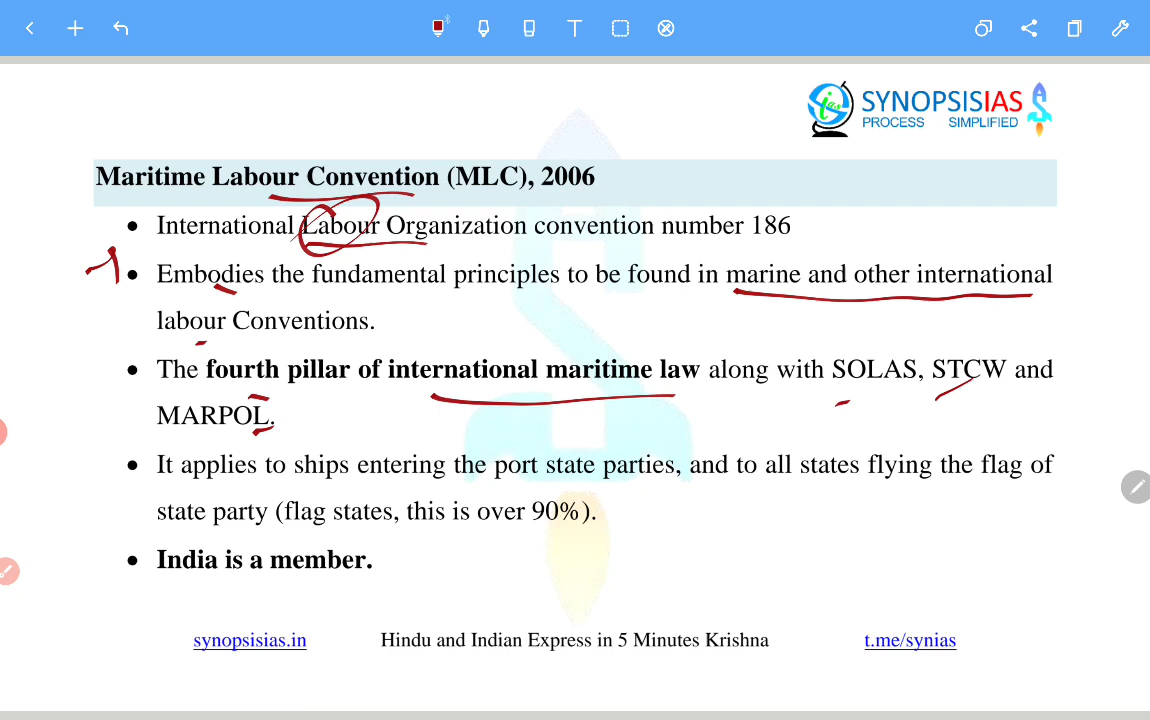 SYNOPSISIAS
PROCESS SIMPLIFIED
Maritime Labour Convention (MLC), 2006
• International Labour Organization convention number 186
• Embodies the fundamental principles to be found in marine and other international
labour Conventions.
• The fourth pillar of international maritime law along with SOLAS, STCW and
MARPOL.
• It applies to ships entering the port state parties, and to all states flying the flag of
state party (flag states, this is over 90%).
• India is a member.
synopsisias.in Hindu and Indian Express in 5 Minutes Krishna t.me/synias